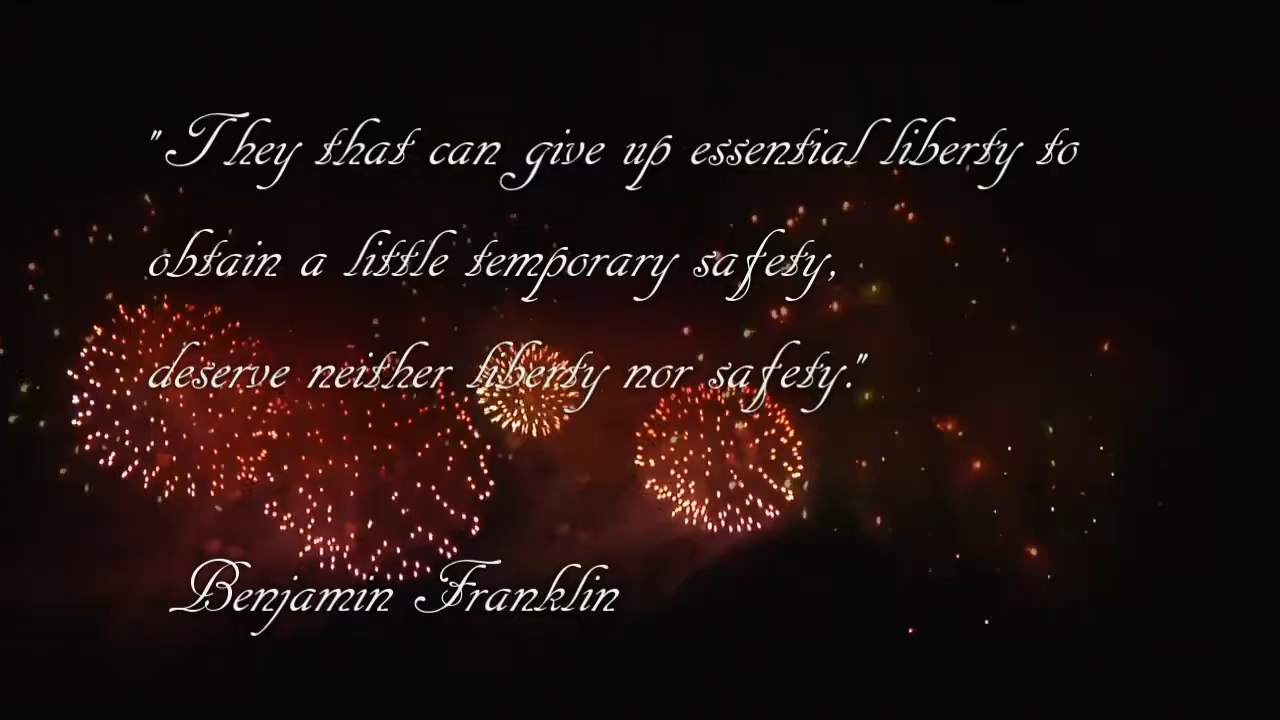 "They that can give up essential liberty to
obtain a little temporary safety,
deserve neither liberty nor safety."
Benjamin Franklin